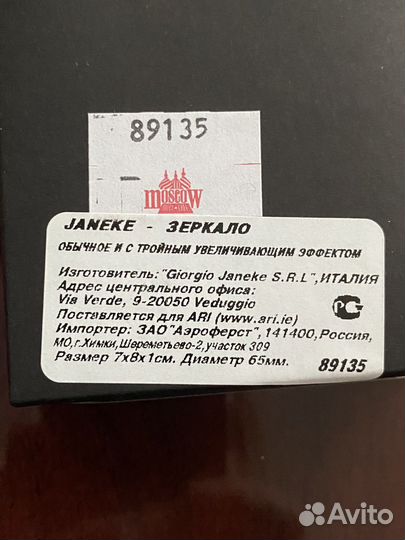 89135
moscow
JANEKE - ЗЕРКАЛО
ОБЫЧНОЕ И С ТРОЙНЫМ УВЕЛИЧИВАЮЩИМ ЭФФЕКТОМ
Изготовитель: "Giorgio Janeke S.R.L", ИТАЛИЯ
Адрес центрального офиса:
Via Verde, 9-20050 Veduggio
Поставляется для ARI (www.ari.ie)
Импортер: ЗАО "Аэроферст", 141400, Россия,
МО, г.Химки, Шереметьево-2, участок 309
Размер 7х8х1см. Диаметр 65мм.
89135
Avito